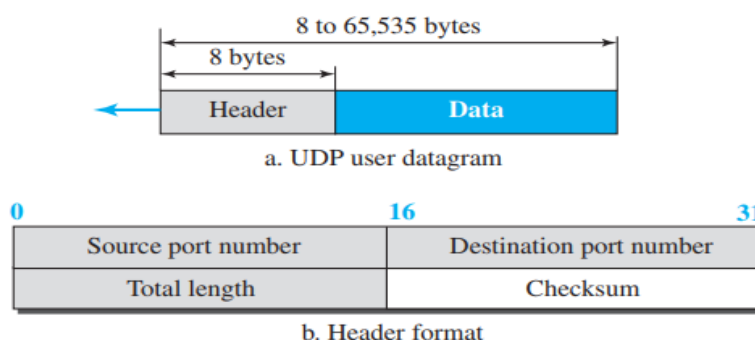 8 to 65,535 bytes
8 bytes
Header Data
a. UDP user datagram
0 16 31
Source port number Destination port number
Total length Checksum
b. Header format